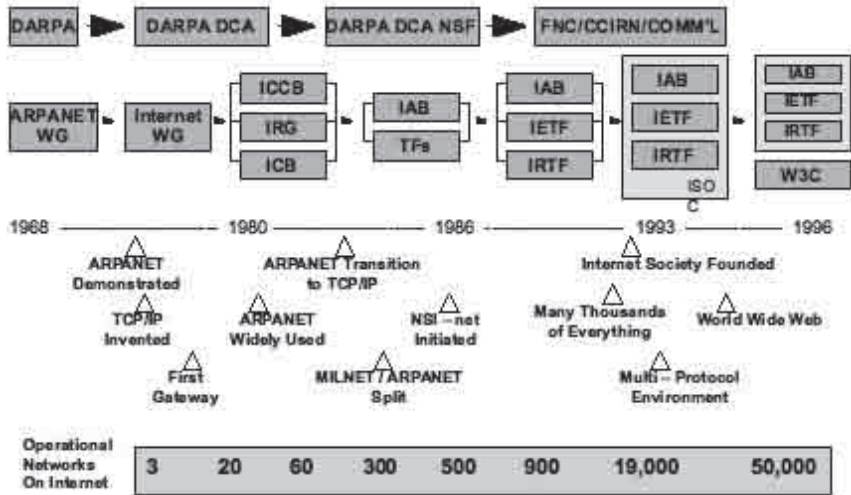 DARPA DARPA DCA DARPA DCA NSF FNC/CCIRN/COMM'L
ARPANET
WG
Internet
WG
ICCB
IRG
ICB
IAB
TFs
IAB
IETF
IRTF
IAB
IETF
IRTF
ISO
C
IAB
IETF
IRTF
W3C
1968 1980 1986 1993 1996
ARPANET
Demonstrated
ARPANET Transition
to TCP/IP
Internet Society Founded
TCP/IP
Invented
ARPANET
Widely Used
NSI – net
Initiated
Many Thousands
of Everything
World Wide Web
First
Gateway
MILNET / ARPANET
Split
Multi – Protocol
Environment
Operational
Networks
On Internet
3 20 60 300 500 900 19,000 50,000